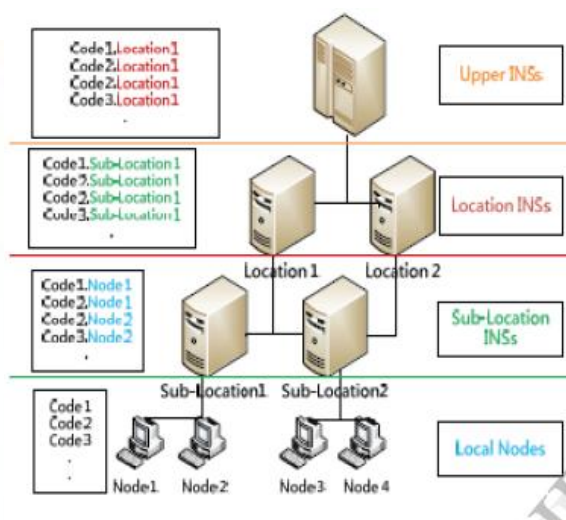 Code1.Location1
Code2.Location1
Code2.Location1
Code3.Location1
.
Upper INSs
Code1.Sub-Location1
Code2.Sub-Location1
Code2.Sub-Location1
Code3.Sub-Location1
.
Location INSs
Location 1
Location 2
Code1.Node1
Code2.Node1
Code2.Node2
Code3.Node2
.
Sub-Location
INSs
Sub-Location1
Sub-Location2
Code1
Code2
Code3
.
.
Local Nodes
Node1
Node2
Node3
Node 4